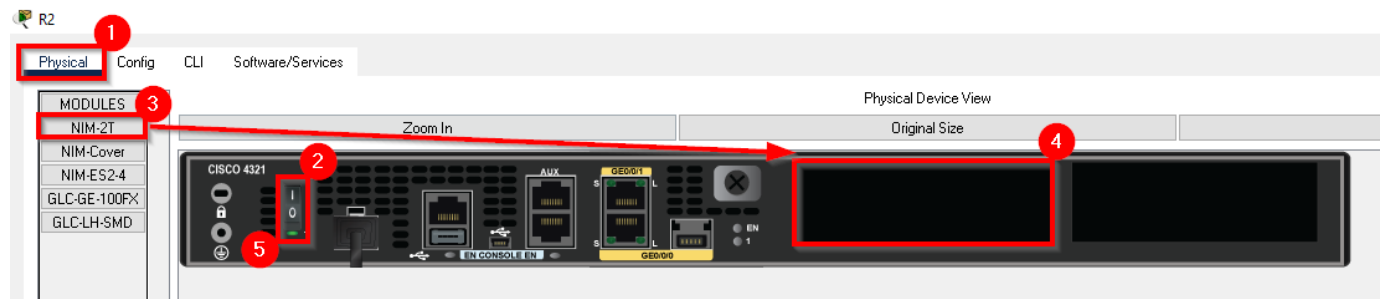 R2
1
Physical Config CLI Software/Services
MODULES
3
Physical Device View
NIM-2T
Zoom In
Original Size
NIM-Cover
NIM-ES2-4
GLC-GE-100FX
GLC-LH-SMD
2
4
CISCO 4321
AUX
GE0/0/1
S L
I
0
EN
1
S L
5
EN CONSOLE EN
GE0/0/0